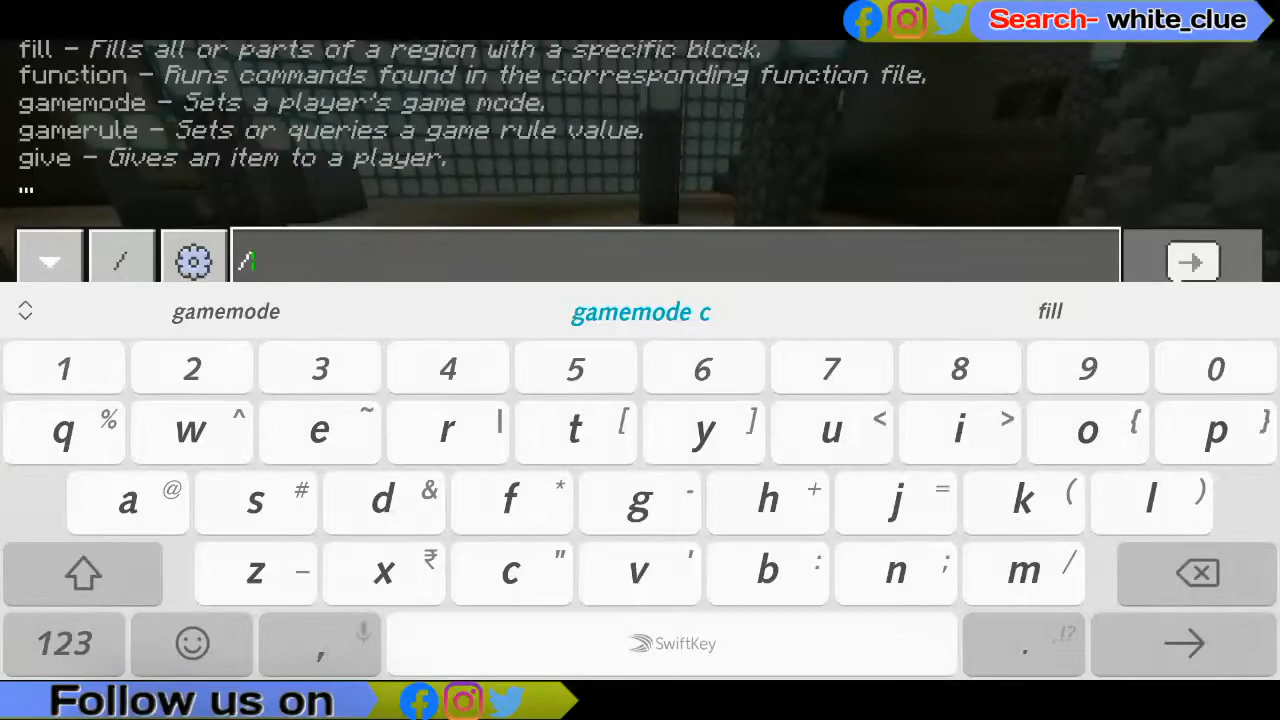 Search- white_clue
fill – Fills all or parts of a region with a specific block.
function – Runs commands found in the corresponding function file.
gamemode – Sets a player's game mode.
gamerule – Sets or queries a game rule value.
give – Gives an item to a player.
...
/ /
gamemode gamemode c fill
1 2 3 4 5 6 7 8 9 0
q % w ^ e ~ r | t [ y ] u < i > o { p }
a @ s # d & f * g - h + j = k ( l )
z – x ₹ c " v ' b : n ; m /
123 , SwiftKey . ,!?
Follow us on